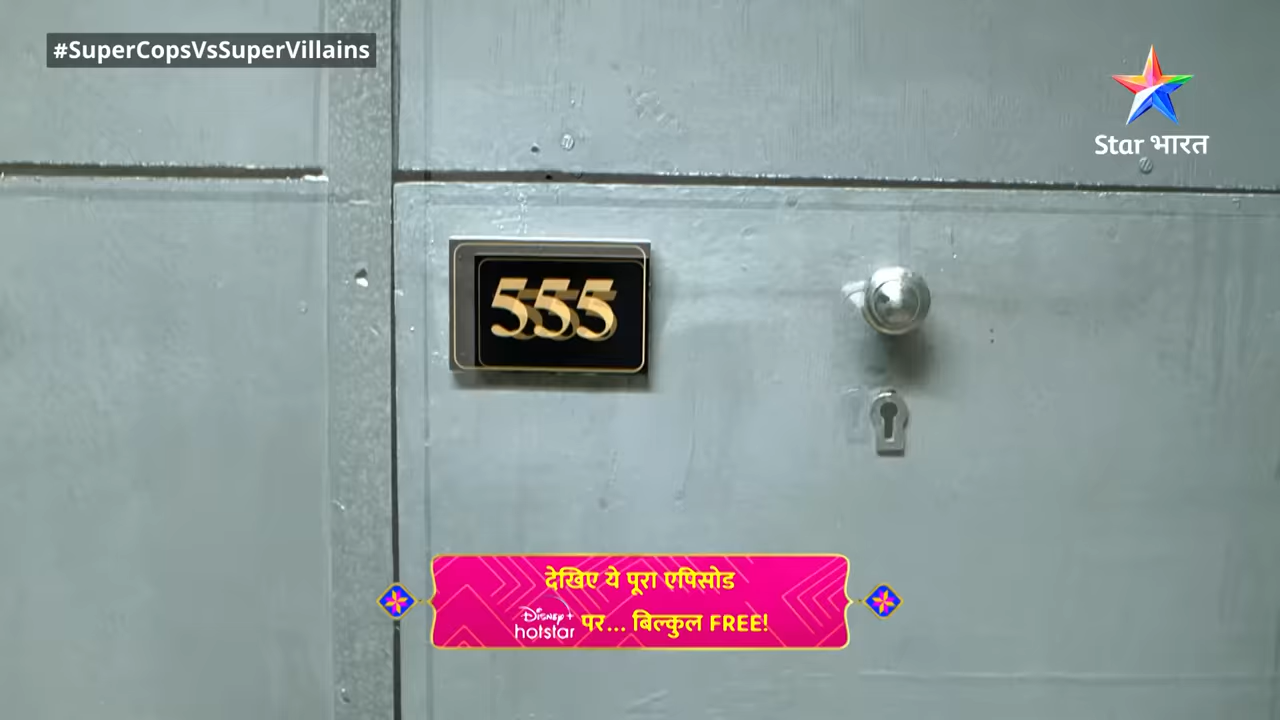 #SuperCopsVsSuperVillains
Star भारत
555
देखिए ये पूरा एपिसोड
Disney+ hotstar पर... बिल्कुल FREE!